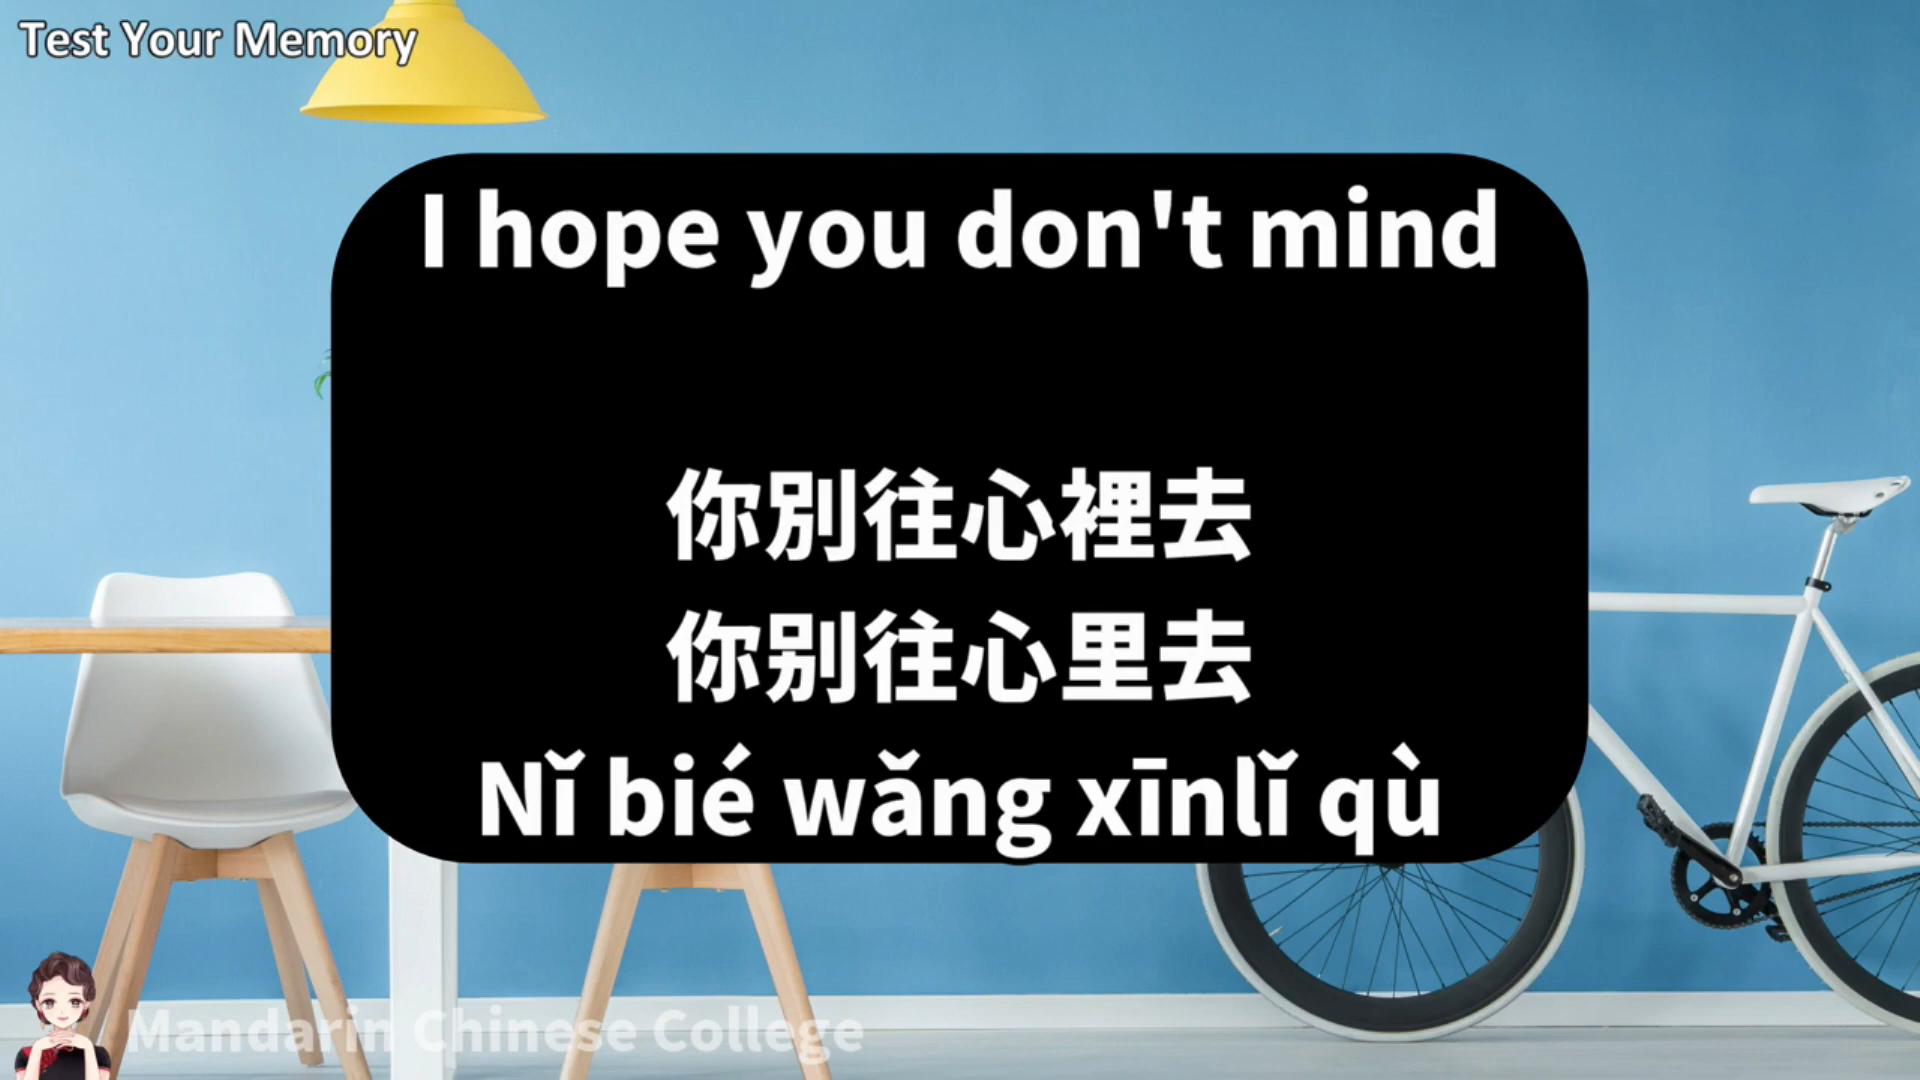 Test Your Memory
I hope you don't mind
你別往心裡去
你别往心里去
Nǐ bié wǎng xīnlǐ qù
Mandarin Chinese College